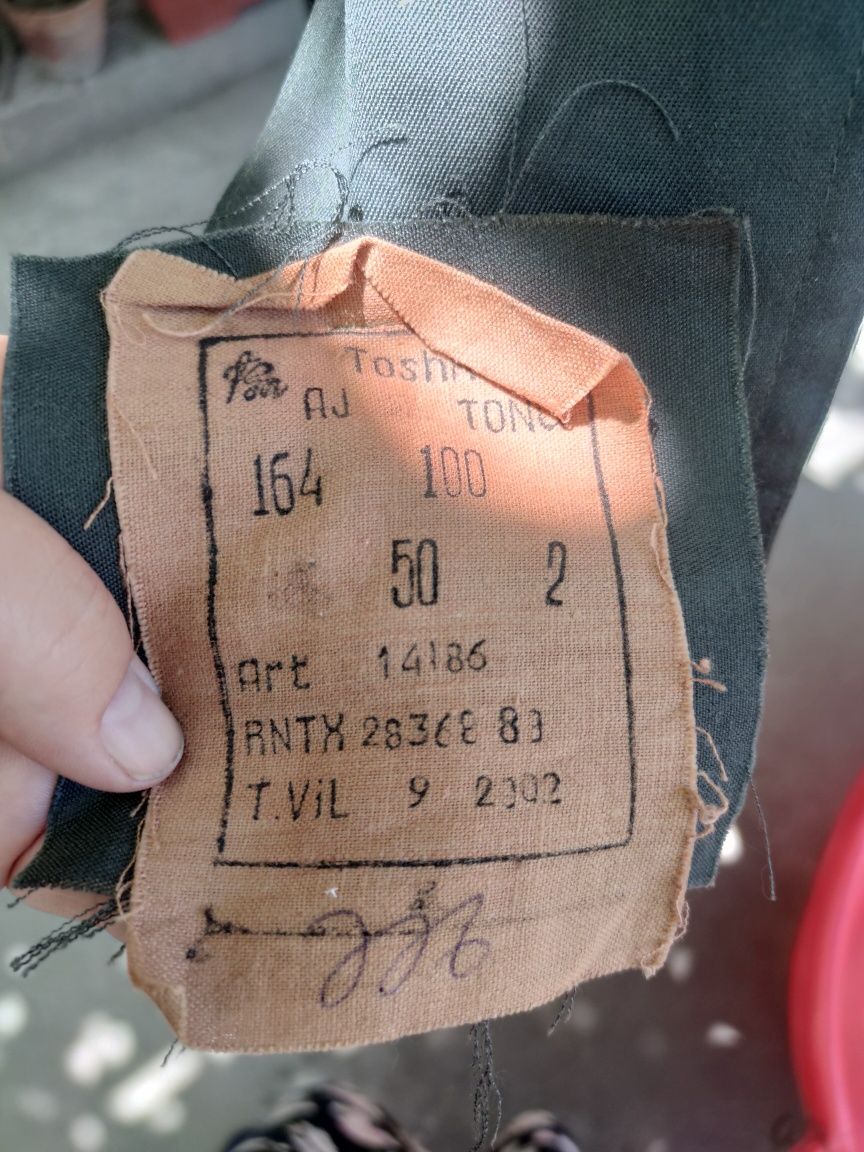 AJ
164 100
50 2
Art 14186
RNTX 28368 83
T.ViL 9 2002